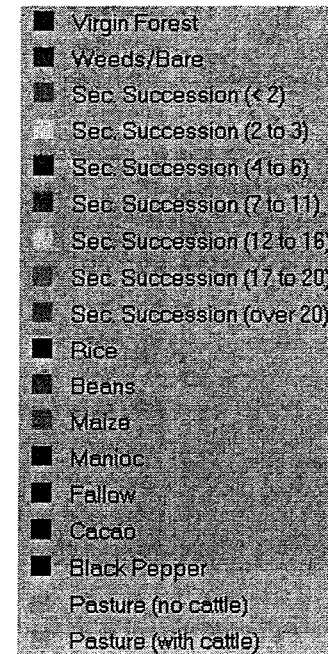 Virgin Forest
Weeds/Bare
Sec. Succession (< 2)
Sec. Succession (2 to 3)
Sec. Succession (4 to 6)
Sec. Succession (7 to 11)
Sec. Succession (12 to 16)
Sec. Succession (17 to 20)
Sec. Succession (over 20)
Rice
Beans
Maize
Manioc
Fallow
Cacao
Black Pepper
Pasture (no cattle)
Pasture (with cattle)